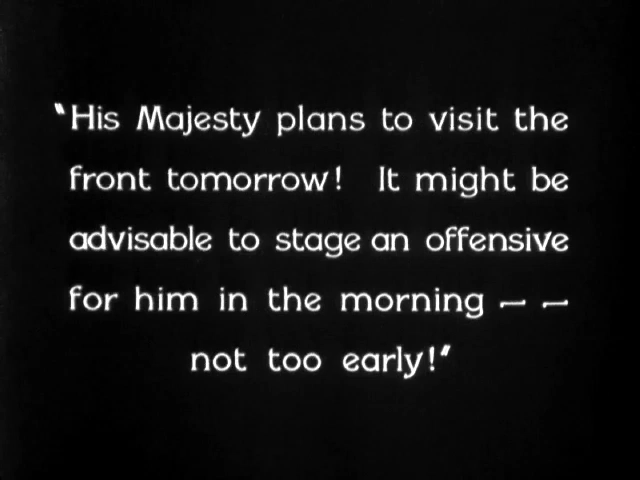 "His Majesty plans to visit the
front tomorrow! It might be
advisable to stage an offensive
for him in the morning — —
not too early!"